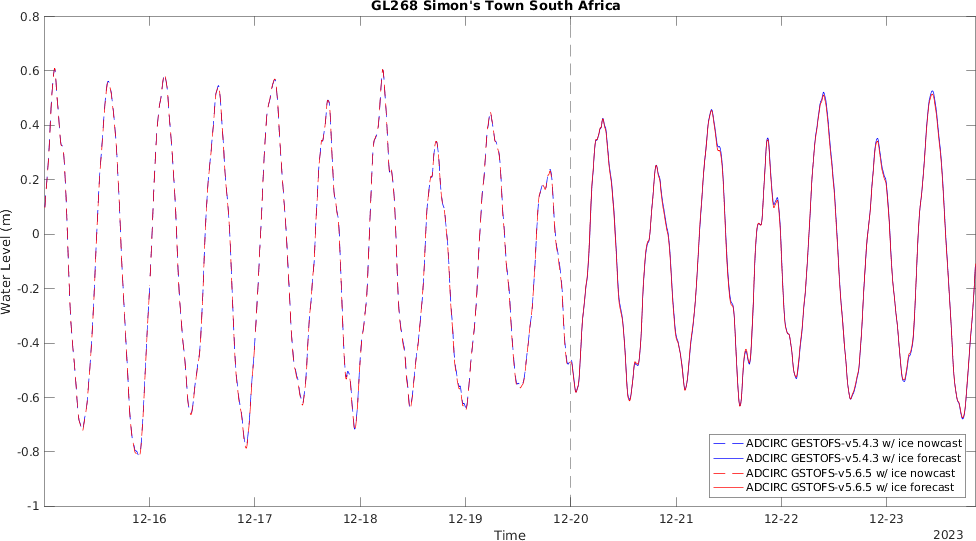 GL268 Simon's Town South Africa
0.8
0.6
0.4
0.2
0
-0.2
-0.4
-0.6
-0.8
-1
Water Level (m)
ADCIRC GESTOFS-v5.4.3 w/ ice nowcast
ADCIRC GESTOFS-v5.4.3 w/ ice forecast
ADCIRC GSTOFS-v5.6.5 w/ ice nowcast
ADCIRC GSTOFS-v5.6.5 w/ ice forecast
12-16 12-17 12-18 12-19 12-20 12-21 12-22 12-23
Time
2023